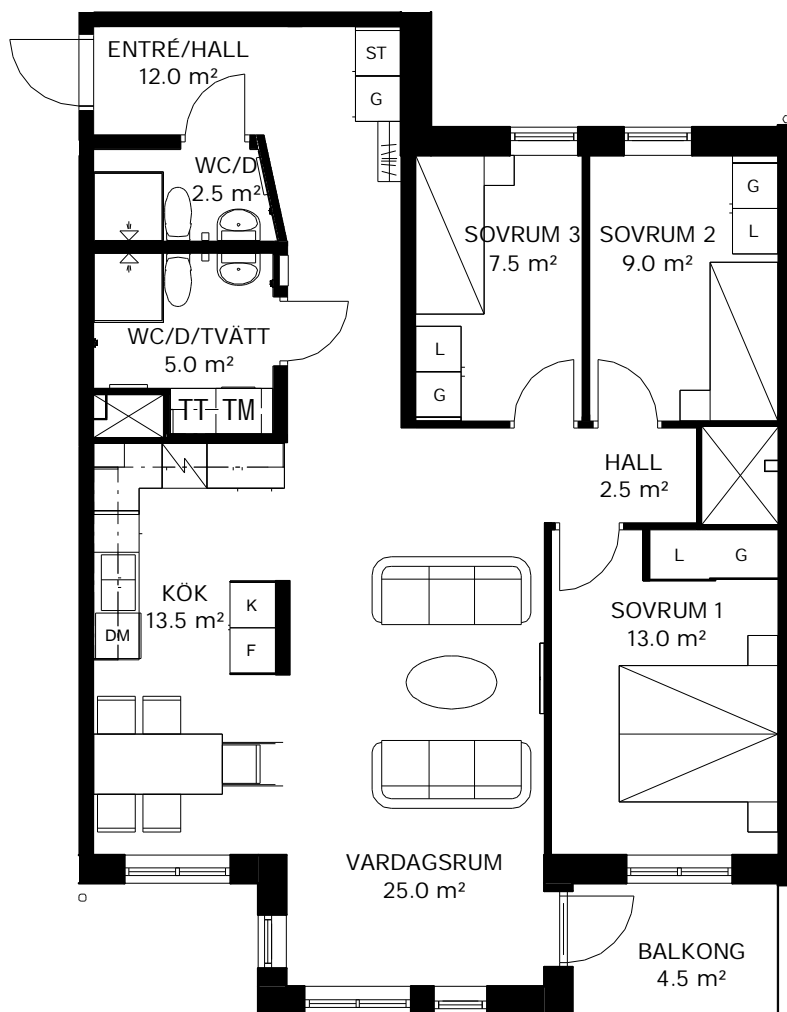 ENTRÉ/HALL
12.0 m²
ST
G
WC/D
2.5 m²
SOVRUM 3
7.5 m²
SOVRUM 2
9.0 m²
G
L
WC/D/TVÄTT
5.0 m²
TT TM
L
G
HALL
2.5 m²
L G
KÖK
13.5 m²
K
F
DM
SOVRUM 1
13.0 m²
VARDAGSRUM
25.0 m²
BALKONG
4.5 m²